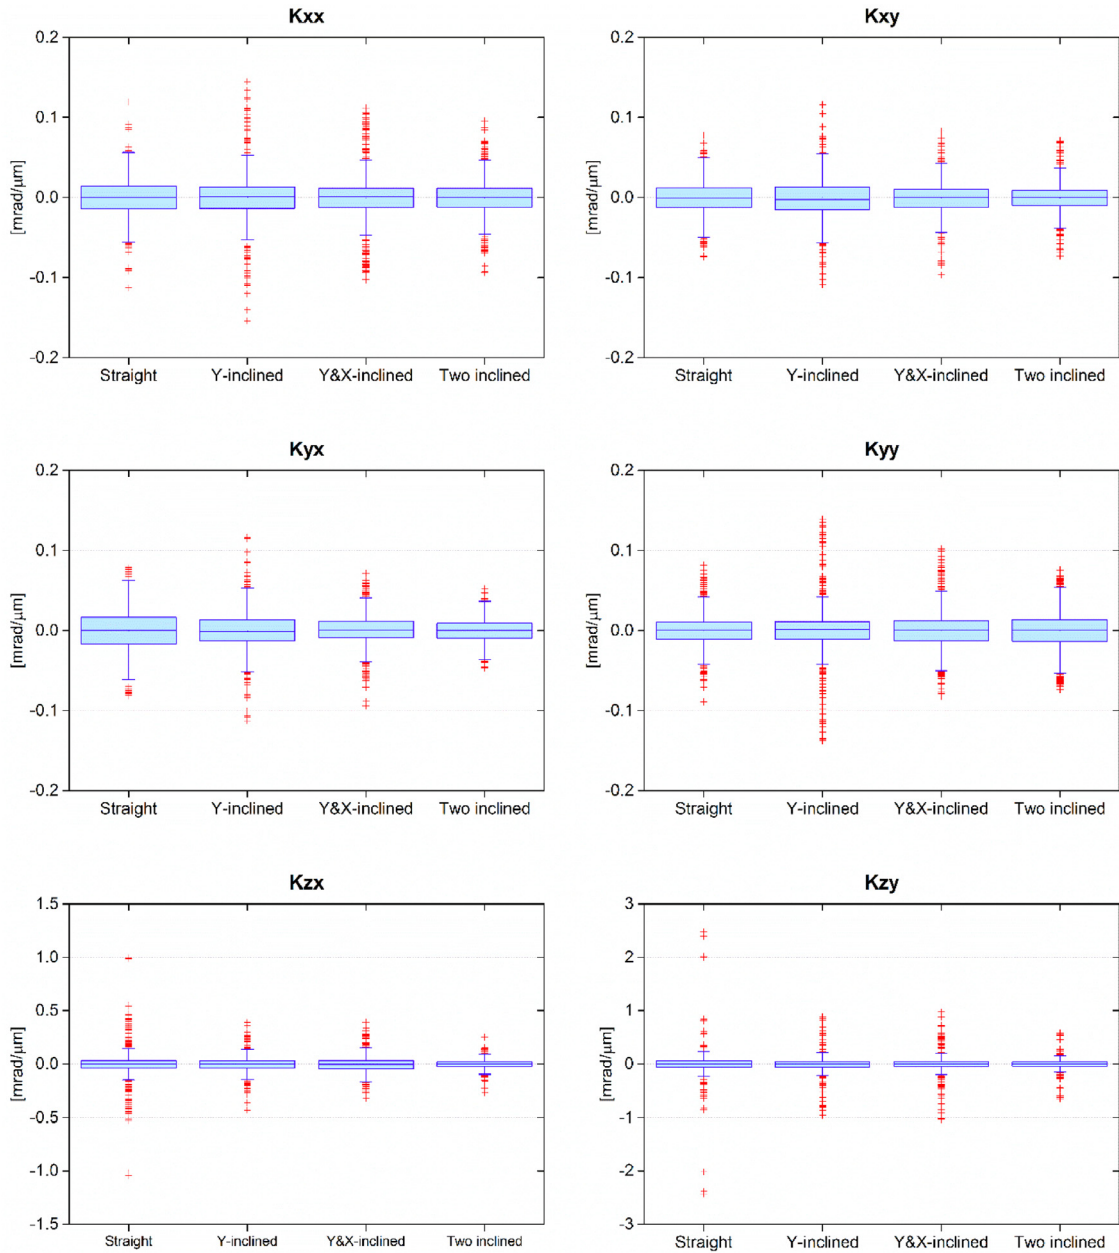 Kxx
0.2
0.1
0.0
-0.1
-0.2
[mrad/μm]
Straight Y-inclined Y&X-inclined Two inclined
Kxy
0.2
0.1
0.0
-0.1
-0.2
[mrad/μm]
Straight Y-inclined Y&X-inclined Two inclined
Kyx
0.2
0.1
0.0
-0.1
-0.2
[mrad/μm]
Straight Y-inclined Y&X-inclined Two inclined
Kyy
0.2
0.1
0.0
-0.1
-0.2
[mrad/μm]
Straight Y-inclined Y&X-inclined Two inclined
Kzx
1.5
1.0
0.5
0.0
-0.5
-1.0
-1.5
[mrad/μm]
Straight Y-inclined Y&X-inclined Two inclined
Kzy
3
2
1
0
-1
-2
-3
[mrad/μm]
Straight Y-inclined Y&X-inclined Two inclined